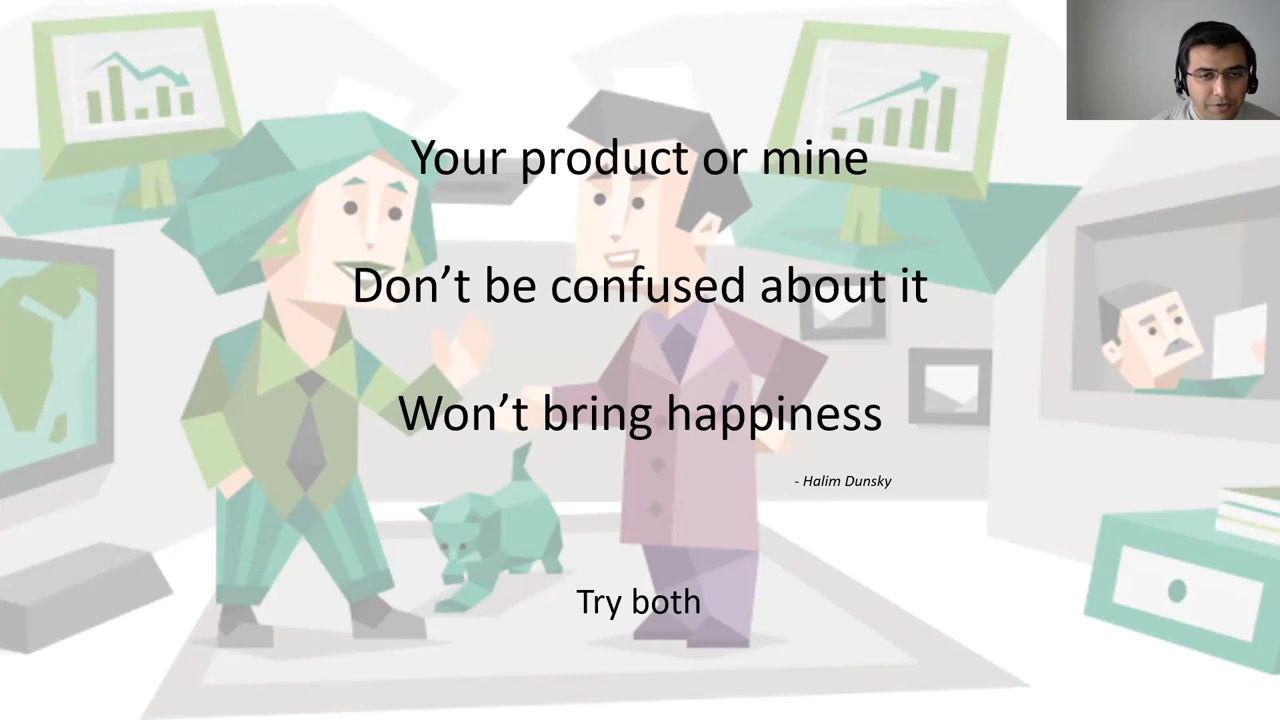 Your product or mine
Don’t be confused about it
Won’t bring happiness
- Halim Dunsky
Try both